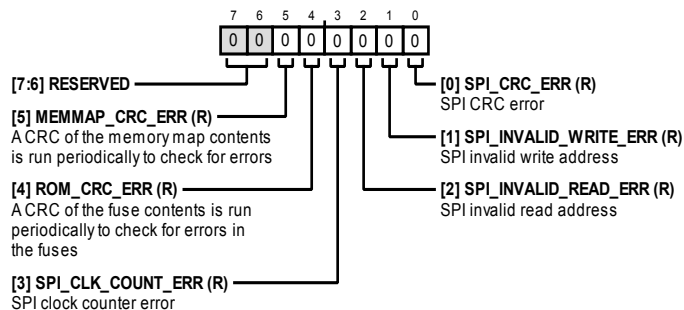 7 6 5 4 3 2 1 0
0 0 0 0 0 0 0 0
[7:6] RESERVED
[5] MEMMAP_CRC_ERR (R)
A CRC of the memory map contents
is run periodically to check for errors
[4] ROM_CRC_ERR (R)
A CRC of the fuse contents is run
periodically to check for errors in
the fuses
[3] SPI_CLK_COUNT_ERR (R)
SPI clock counter error
[0] SPI_CRC_ERR (R)
SPI CRC error
[1] SPI_INVALID_WRITE_ERR (R)
SPI invalid write address
[2] SPI_INVALID_READ_ERR (R)
SPI invalid read address